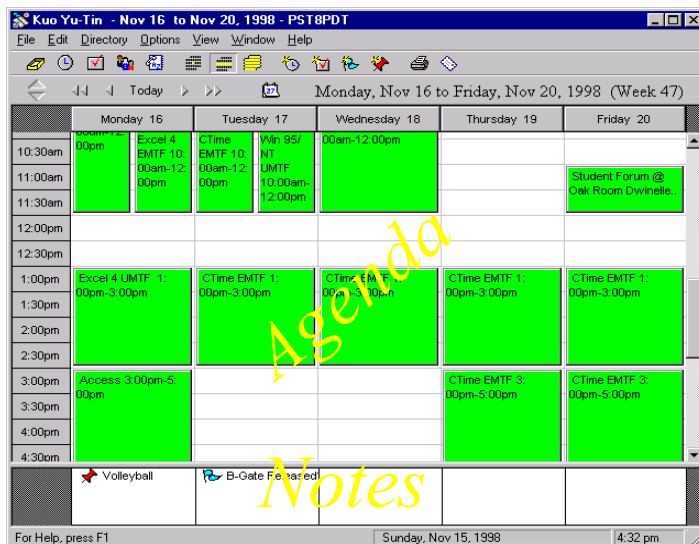 Kuo Yu-Tin - Nov 16 to Nov 20, 1998 - PST8PDT
File Edit Directory Options View Window Help
Today
27
Monday, Nov 16 to Friday, Nov 20, 1998 (Week 47)
Monday 16 Tuesday 17 Wednesday 18 Thursday 19 Friday 20
10:30am
11:00am
11:30am
12:00pm
12:30pm
1:00pm
1:30pm
2:00pm
2:30pm
3:00pm
3:30pm
4:00pm
4:30pm
00am-12:
00pm
Excel 4
EMTF 10:
00am-12:
00pm
CTime
EMTF 10:
00am-12:
00pm
Win 95/
NT
UMTF
10:00am-
12:00pm
00am-12:00pm
Student Forum @
Oak Room Dwinelle..
Excel 4 UMTF 1:
00pm-3:00pm
CTime EMTF 1:
00pm-3:00pm
CTime EMTF 1:
00pm-3:00pm
CTime EMTF 1:
00pm-3:00pm
CTime EMTF 1:
00pm-3:00pm
Access 3:00pm-5:
00pm
CTime EMTF 3:
00pm-5:00pm
CTime EMTF 3:
00pm-5:00pm
Agenda
Volleyball
B-Gate Released!
Notes
For Help, press F1
Sunday, Nov 15, 1998
4:32 pm